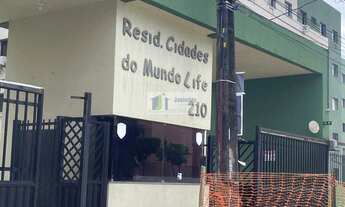 Resid. Cidades
do Mundo Life
210